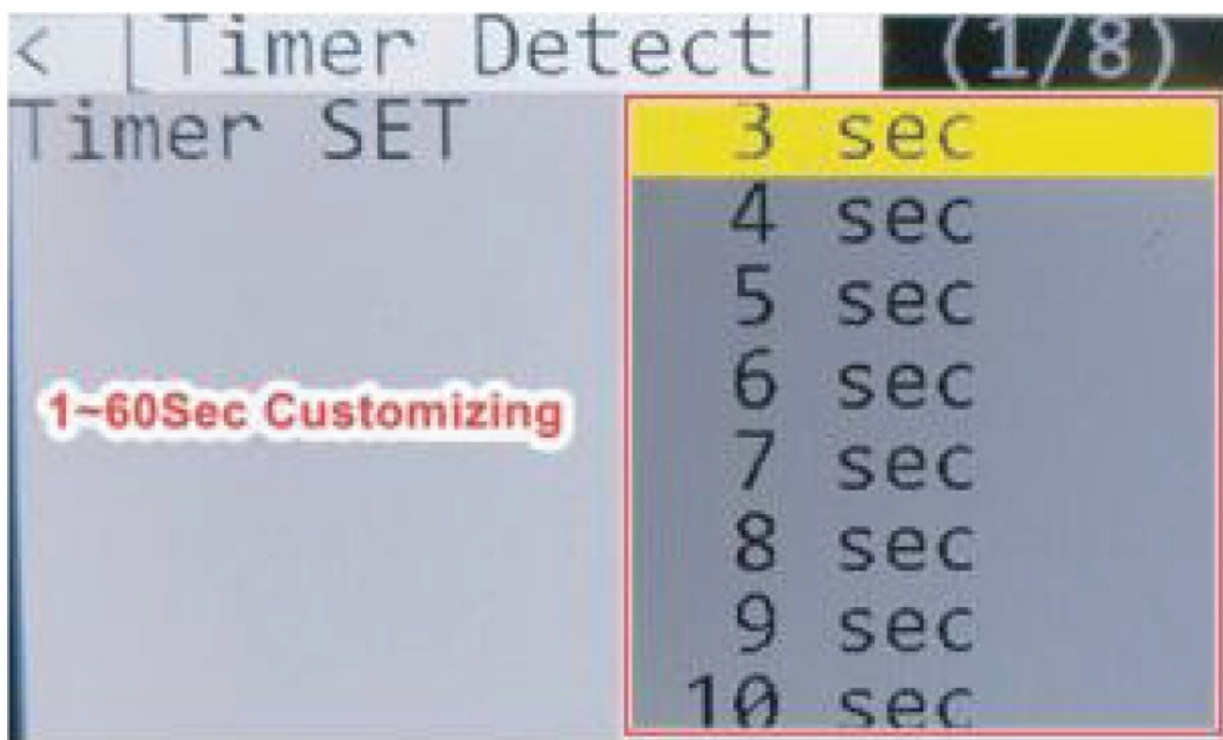 < [Timer Detect] (1/8)
Timer SET
3 sec
4 sec
5 sec
6 sec
1~60Sec Customizing
7 sec
8 sec
9 sec
10 sec